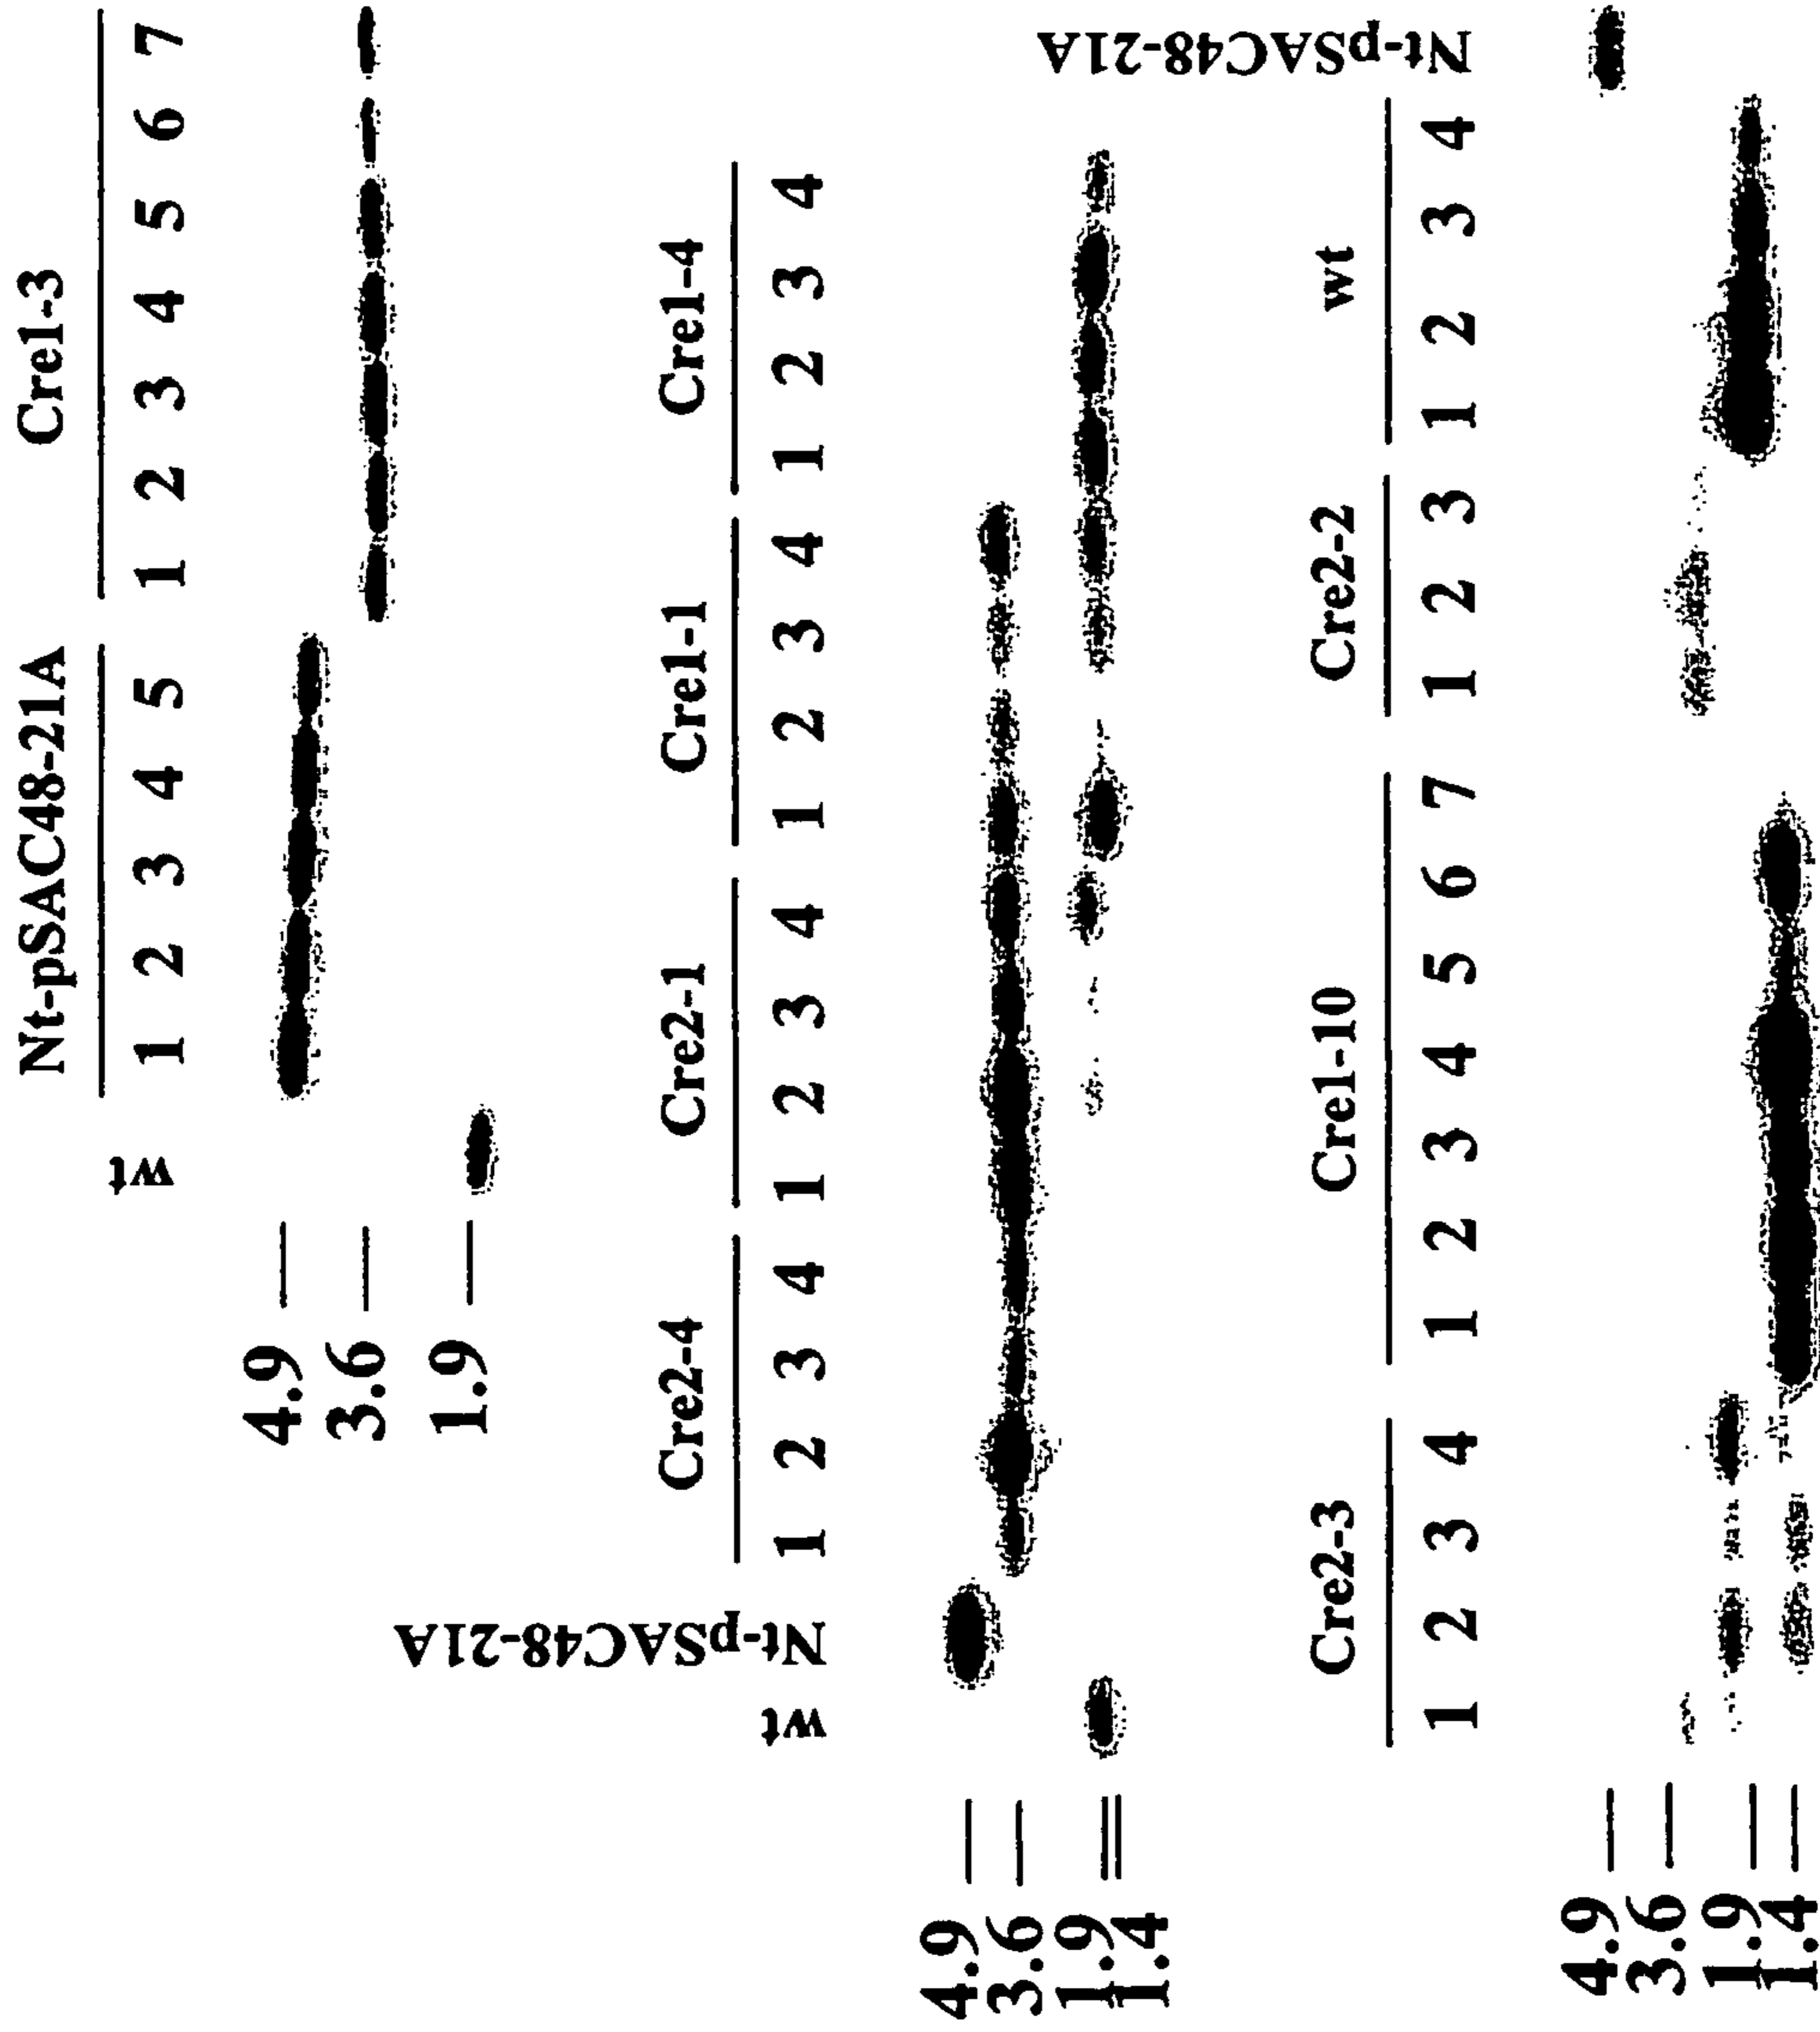 Nt-pSAC48-21A Cre1-3
wt 1 2 3 4 5 1 2 3 4 5 6 7
4.9
3.6
1.9
Cre2-4 Cre2-1 Cre1-1 Cre1-4
wt Nt-pSAC48-21A 1 2 3 4 1 2 3 4 1 2 3 4 1 2 3 4
4.9
3.6
1.9
1.4
Cre2-3 Cre1-10 Cre2-2 wt
1 2 3 4 1 2 3 4 5 6 7 1 2 3 1 2 3 4 Nt-pSAC48-21A
4.9
3.6
1.9
1.4